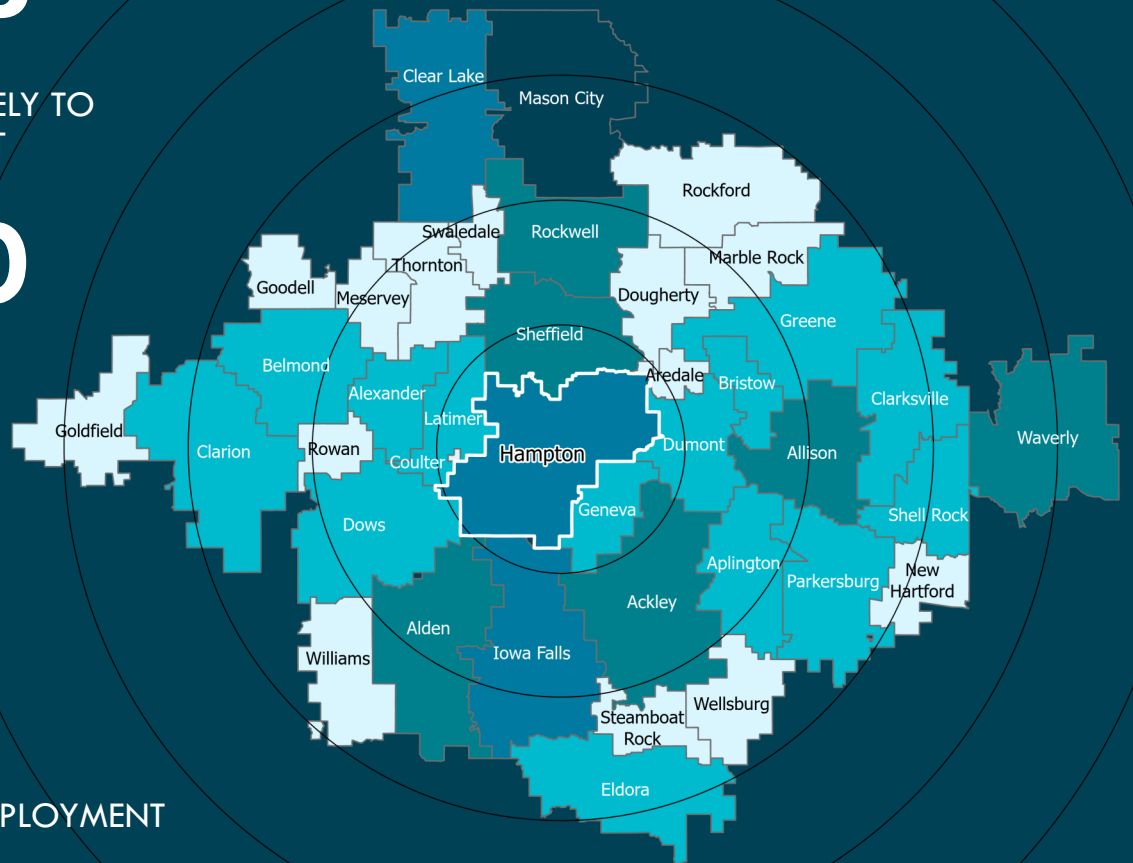 ELY TO
0
PLOYMENT
Clear Lake
Mason City
Rockford
Swaledale
Rockwell
Marble Rock
Thornton
Goodell
Meservey
Dougherty
Greene
Sheffield
Belmond
Aredale
Bristow
Alexander
Clarksville
Latimer
Goldfield
Waverly
Dumont
Rowan
Clarion
Hampton
Allison
Coulter
Geneva
Shell Rock
Dows
Aplington
New
Hartford
Parkersburg
Ackley
Alden
Iowa Falls
Williams
Wellsburg
Steamboat
Rock
Eldora